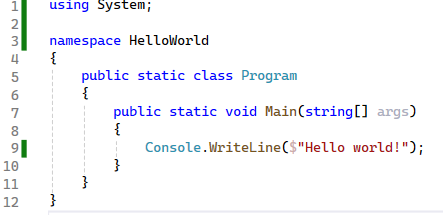 1 using System;
2
3 namespace HelloWorld
4 {
5     public static class Program
6     {
7         public static void Main(string[] args)
8         {
9             Console.WriteLine($"Hello world!");
10         }
11     }
12 }